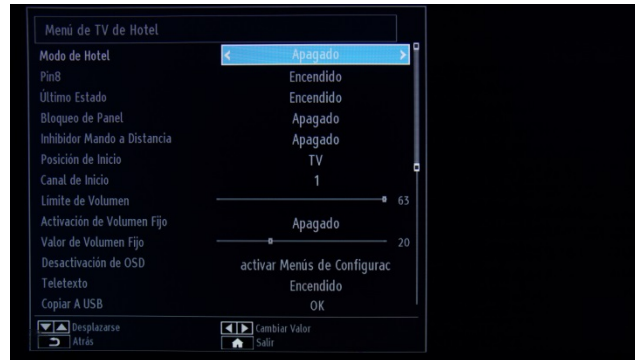 Menú de TV de Hotel
Modo de Hotel Apagado
Pin8 Encendido
Último Estado Encendido
Bloqueo de Panel Apagado
Inhibidor Mando a Distancia Apagado
Posición de Inicio TV
Canal de Inicio 1
Límite de Volumen 63
Activación de Volumen Fijo Apagado
Valor de Volumen Fijo 20
Desactivación de OSD activar Menús de Configurac
Teletexto Encendido
Copiar A USB OK
Desplazarse Cambiar Valor
Atrás Salir